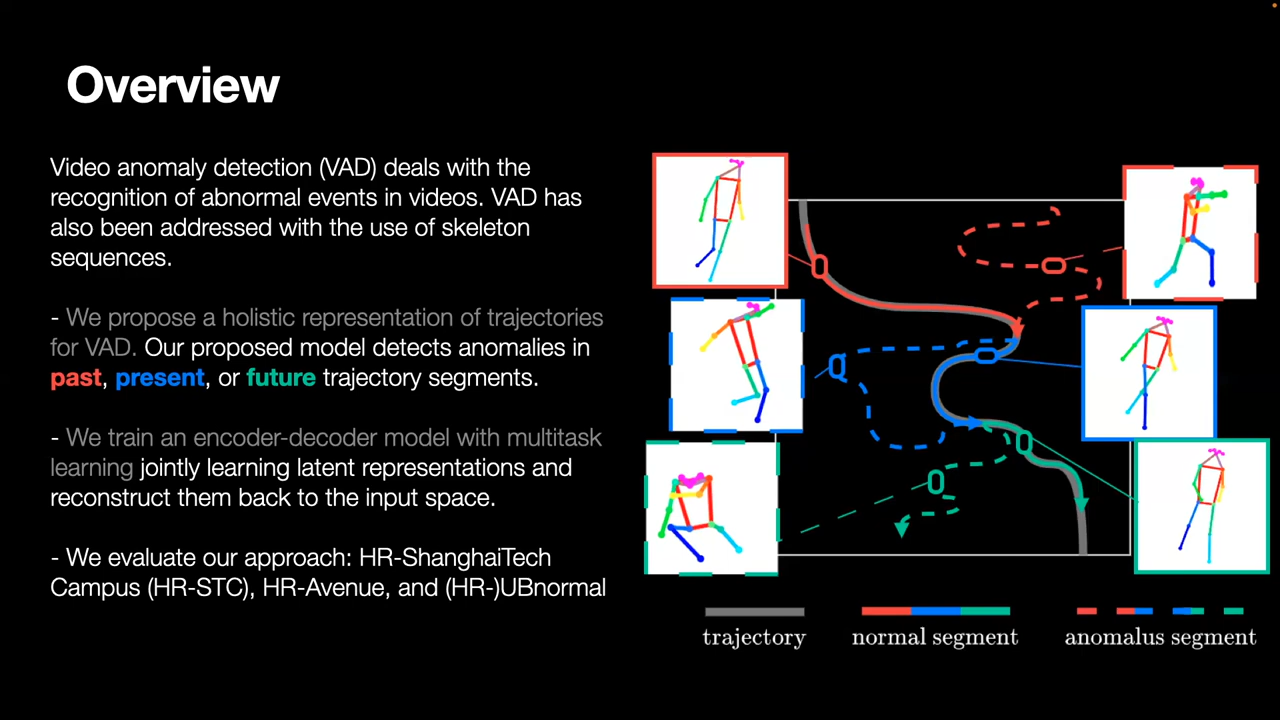 Overview
Video anomaly detection (VAD) deals with the
recognition of abnormal events in videos. VAD has
also been addressed with the use of skeleton
sequences.
- We propose a holistic representation of trajectories
for VAD. Our proposed model detects anomalies in
past, present, or future trajectory segments.
- We train an encoder-decoder model with multitask
learning jointly learning latent representations and
reconstruct them back to the input space.
- We evaluate our approach: HR-ShanghaiTech
Campus (HR-STC), HR-Avenue, and (HR-)UBnormal
trajectory
normal segment
anomalus segment